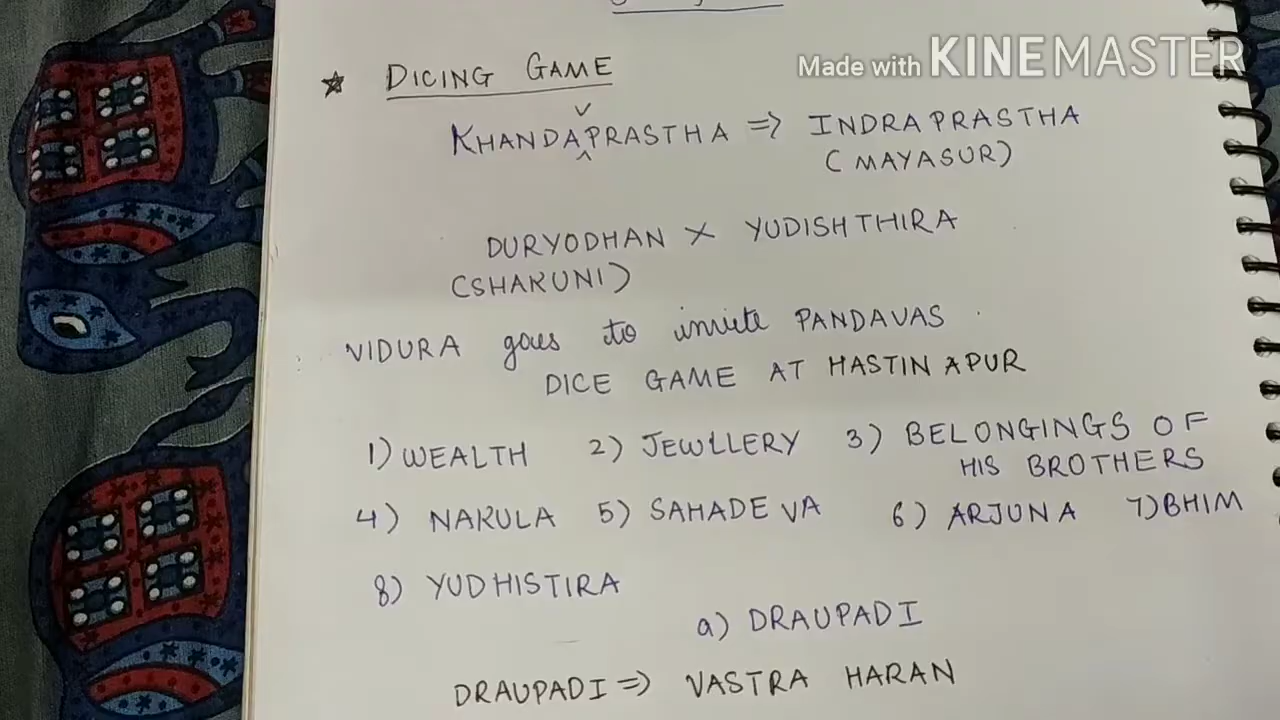 Made with KINEMASTER
DICING GAME
KHANDAPRASTHA => INDRAPRASTHA
(MAYASUR)
DURYODHAN X YUDISHTHIRA
(SHAKUNI)
VIDURA goes to invite PANDAVAS
DICE GAME AT HASTINAPUR
1) WEALTH 2) JEWLLERY 3) BELONGINGS OF
HIS BROTHERS
4) NAKULA 5) SAHADEVA 6) ARJUNA 7) BHIM
8) YUDHISTIRA
a) DRAUPADI
DRAUPADI => VASTRA HARAN